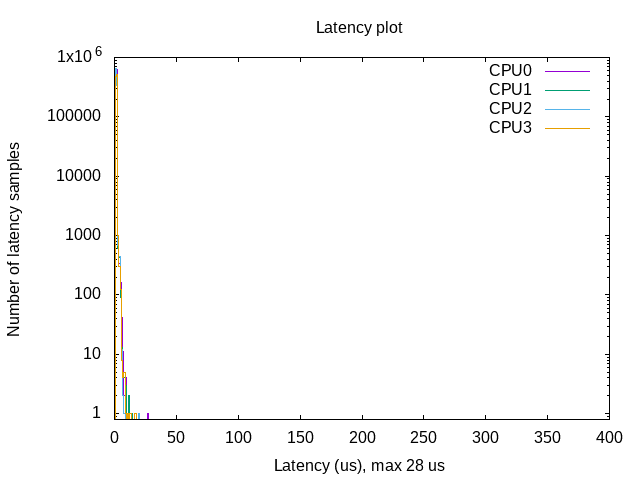 Latency plot
Number of latency samples
1x10^6
100000
10000
1000
100
10
1
CPU0
CPU1
CPU2
CPU3
0 50 100 150 200 250 300 350 400
Latency (us), max 28 us